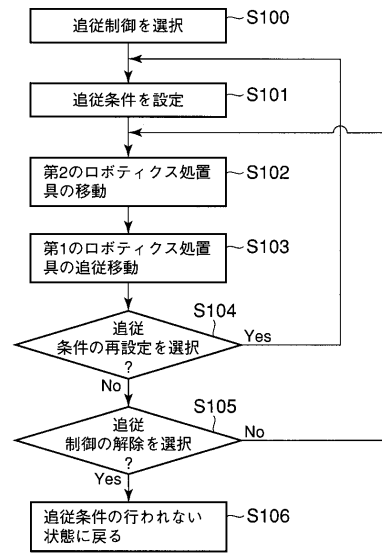 追従制御を選択
S100
追従条件を設定
S101
第2のロボティクス処置
具の移動
S102
第1のロボティクス処置
具の追従移動
S103
S104
追従
条件の再設定を選択
?
Yes
No
S105
追従
制御の解除を選択
?
No
Yes
追従条件の行われない
状態に戻る
S106